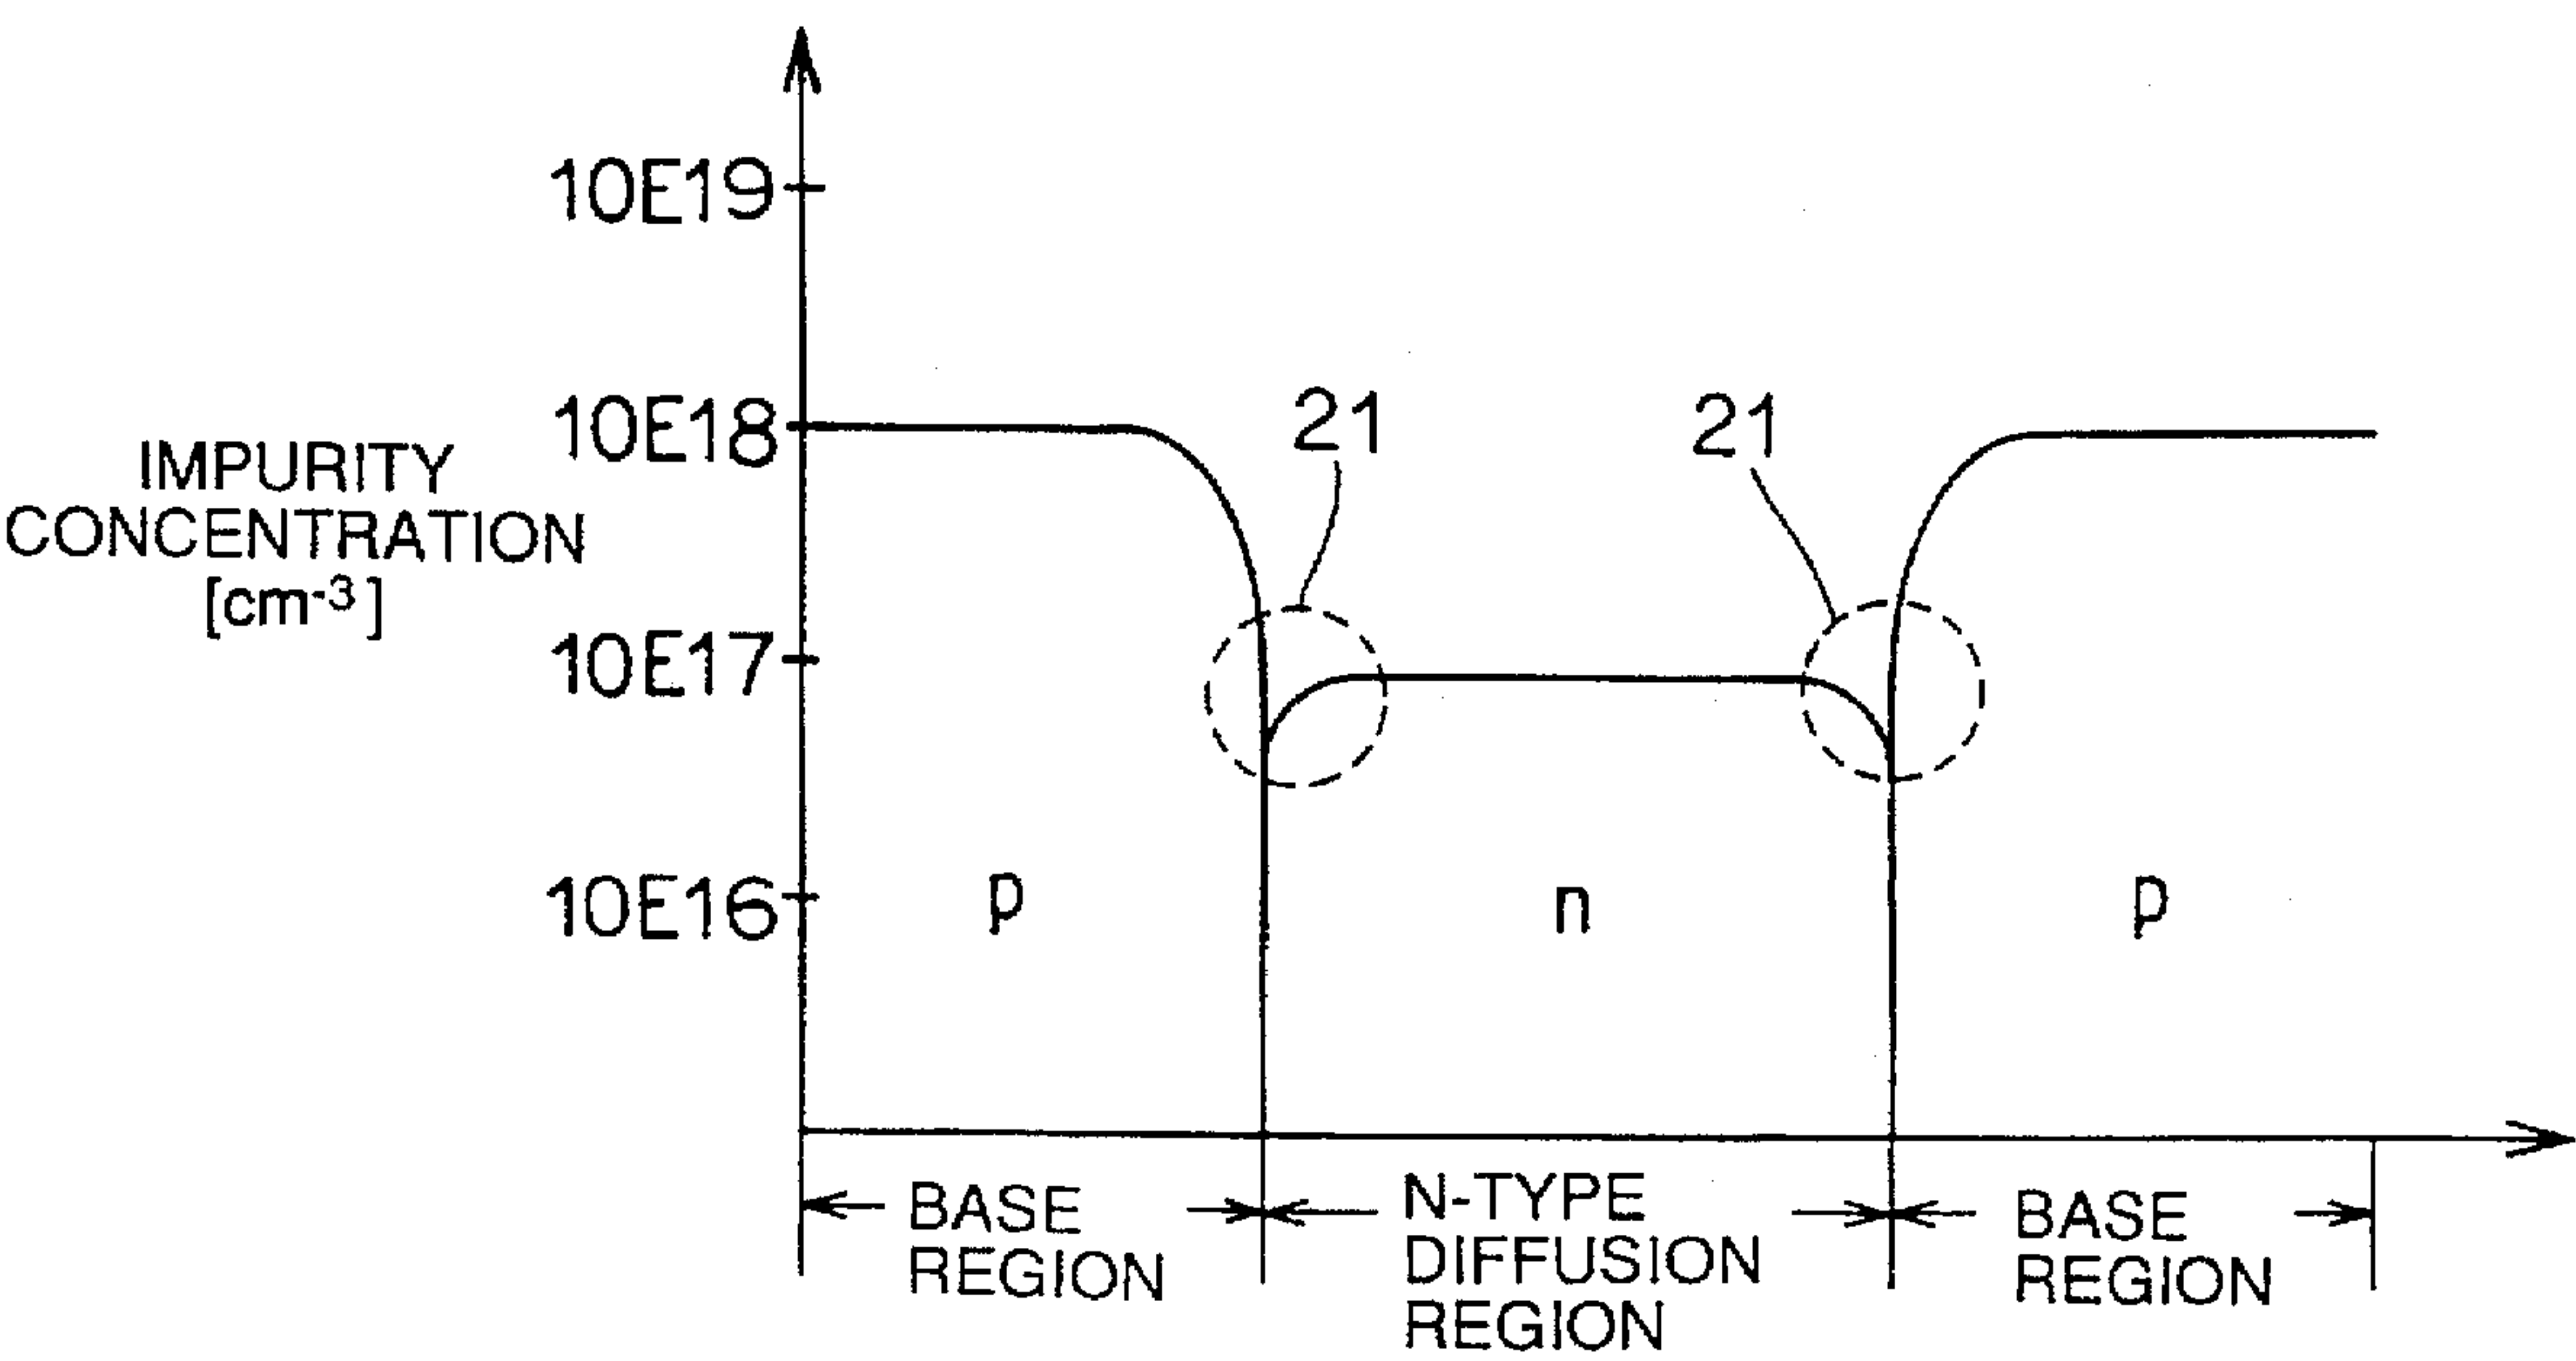 10E19
10E18
10E17
10E16
IMPURITY
CONCENTRATION
[cm-3]
21
21
p
n
p
BASE
REGION
N-TYPE
DIFFUSION
REGION
BASE
REGION